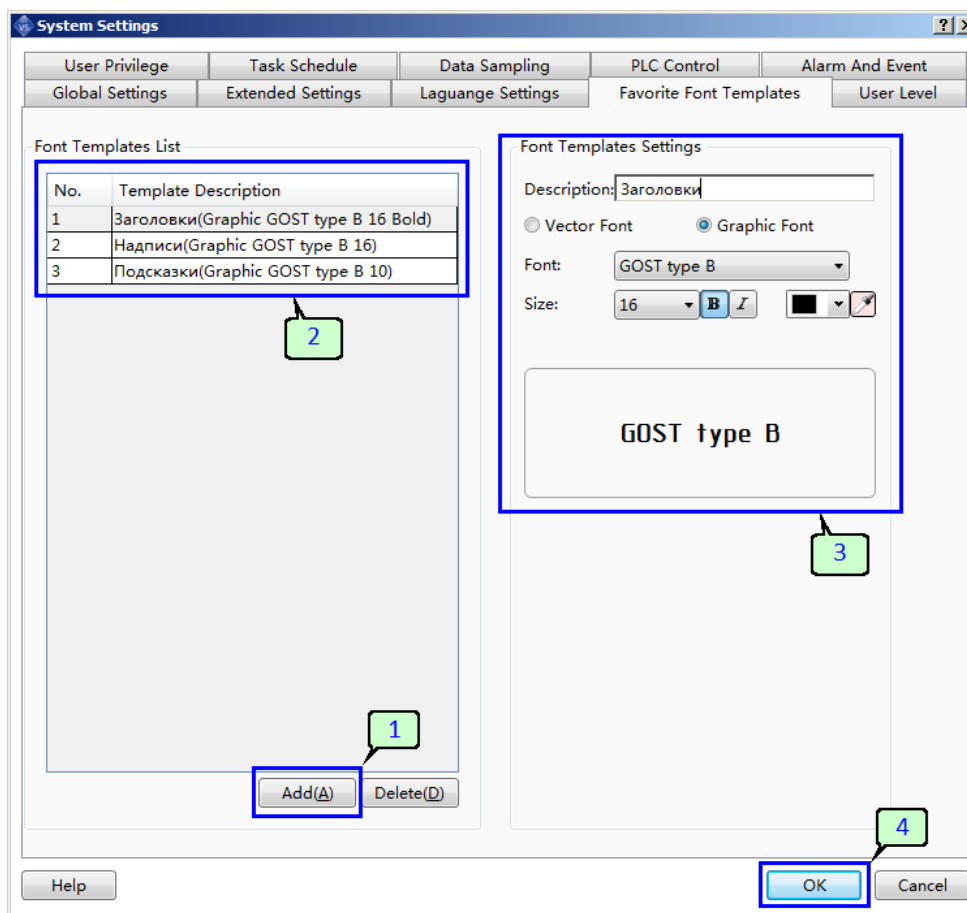 System Settings
User Privilege Task Schedule Data Sampling PLC Control Alarm And Event
Global Settings Extended Settings Laguange Settings Favorite Font Templates User Level
Font Templates List
No. Template Description
1 Заголовки(Graphic GOST type B 16 Bold)
2 Надписи(Graphic GOST type B 16)
3 Подсказки(Graphic GOST type B 10)
2
1
Add(A) Delete(D)
Font Templates Settings
Description: Заголовки
Vector Font Graphic Font
Font: GOST type B
Size: 16 B I
GOST type B
3
4
Help OK Cancel